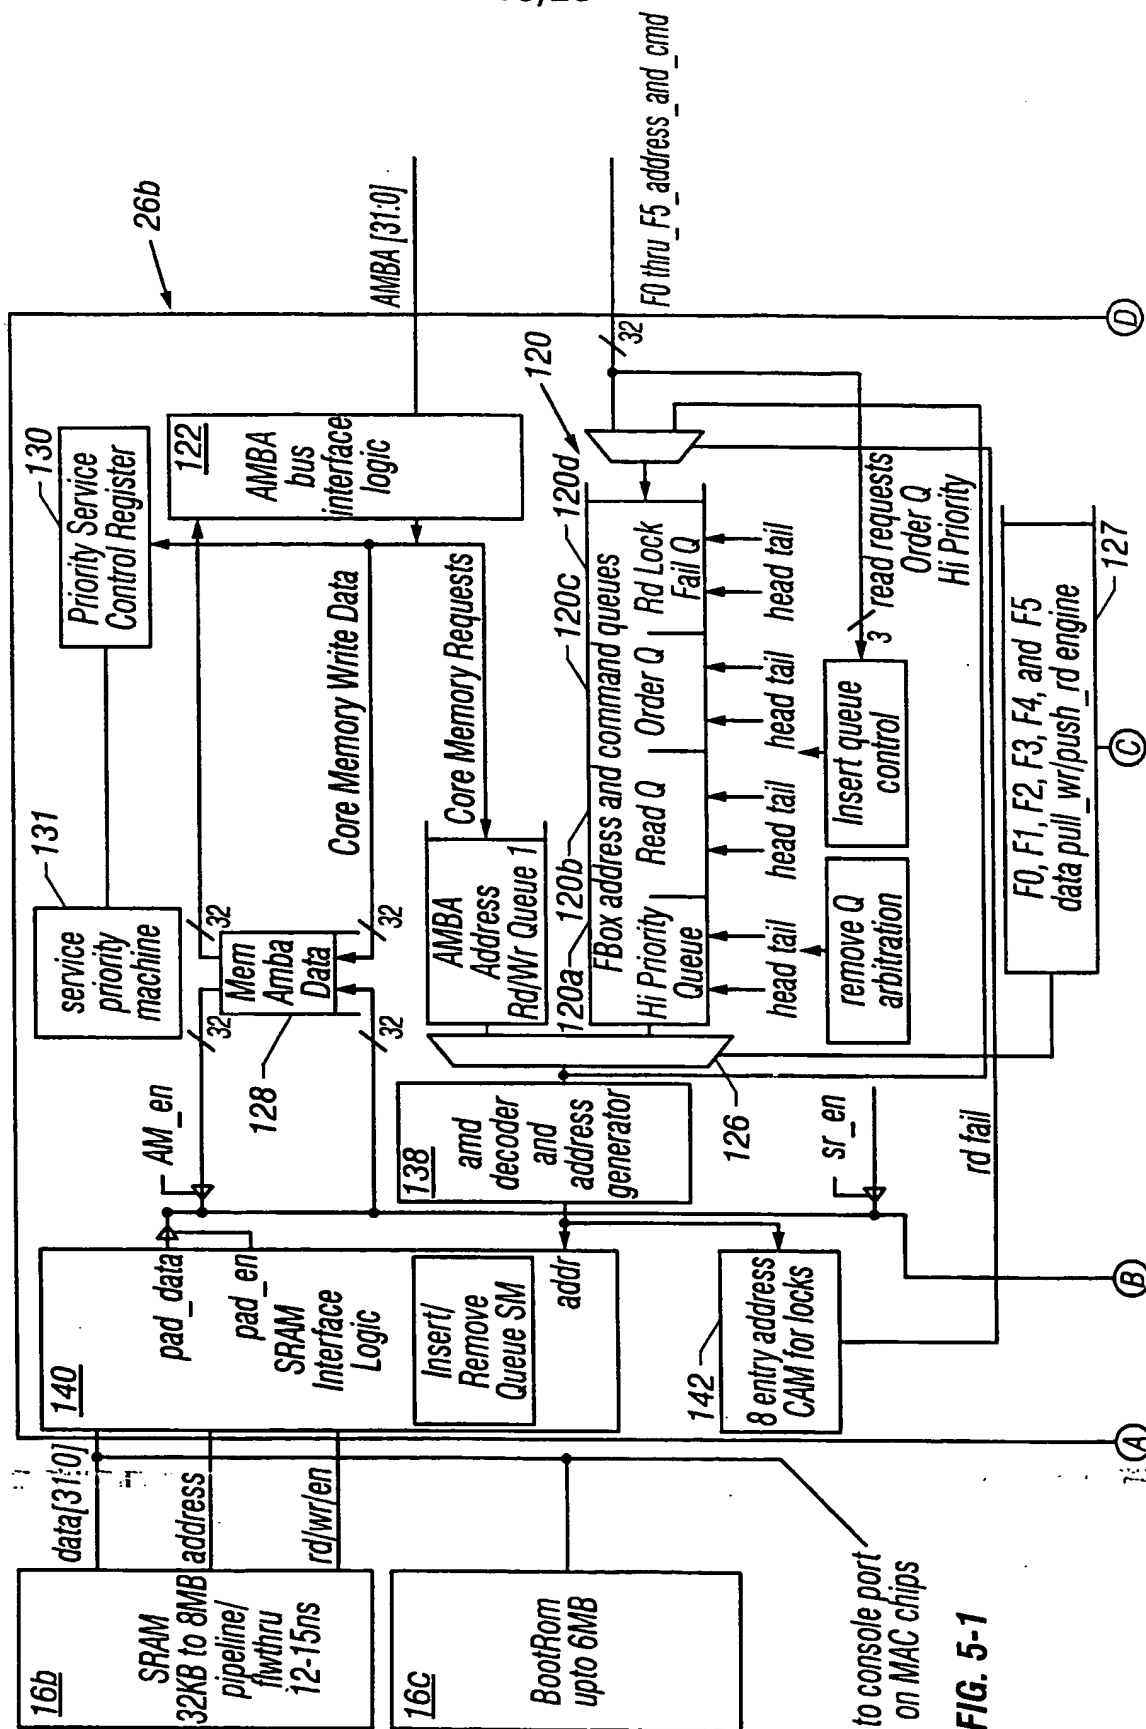 26b
AMBA [31:0]
F0 thru F5_address_and_cmd
32
120
D
130
Priority Service
Control Register
122
AMBA
bus
interface
logic
131
service
priority
machine
Core Memory Write Data
Core Memory Requests
32
32
Mem
Amba
Data
32
32
128
AM_en
AMBA
Address
Rd/Wr Queue 1
120a
120b
120c
120d
FBox address and command queues
Hi Priority
Queue
Read Q
Order Q
Rd Lock
Fail Q
head tail
head tail
head tail
head tail
remove Q
arbitration
Insert queue
control
3
read requests
Order Q
Hi Priority
F0, F1, F2, F3, F4, and F5
data pull_wr/push_rd engine
127
C
126
138
amd
decoder
and
address
generator
sr_en
rd fail
140
pad_data
pad_en
SRAM
Interface
Logic
Insert/
Remove
Queue SM
addr
142
8 entry address
CAM for locks
B
A
data[31:0]
address
rd/wr/en
16b
SRAM
32KB to 8MB
pipeline/
flwthru
12-15ns
16c
BootRom
upto 6MB
to console port
on MAC chips
FIG. 5-1